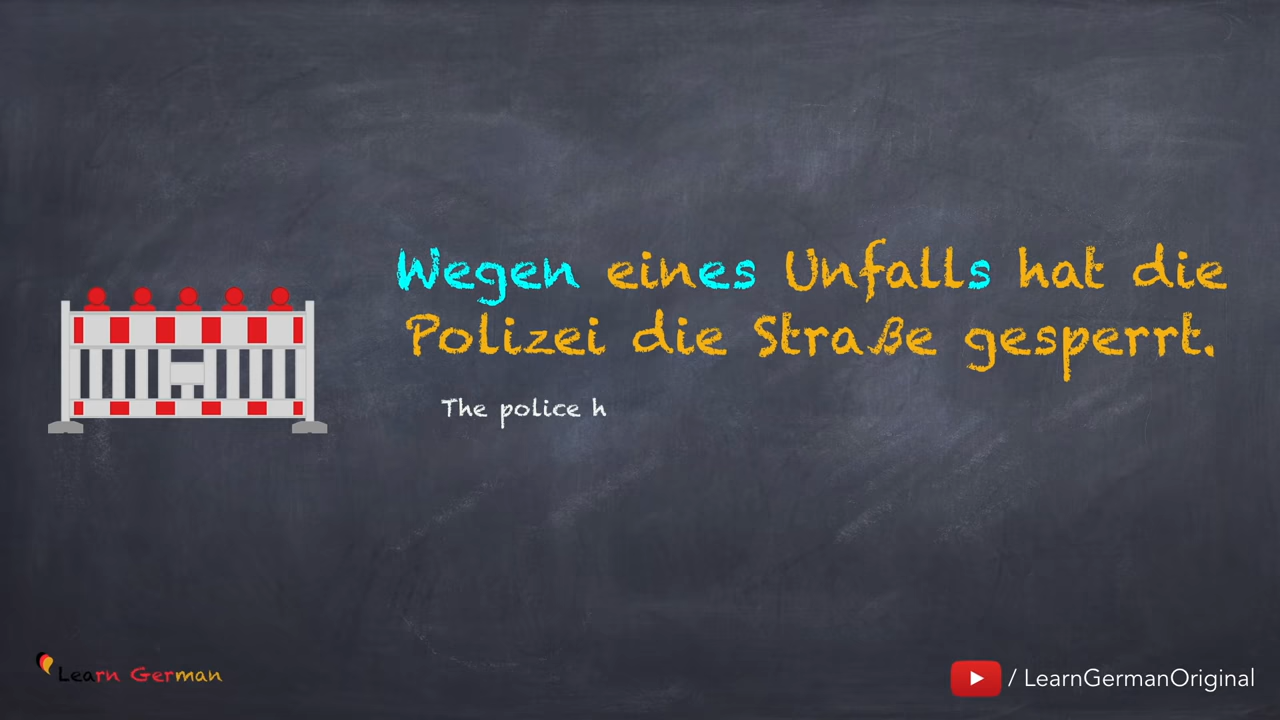 Wegen eines Unfalls hat die
Polizei die Straße gesperrt.
The police h
Learn German
/ LearnGermanOriginal